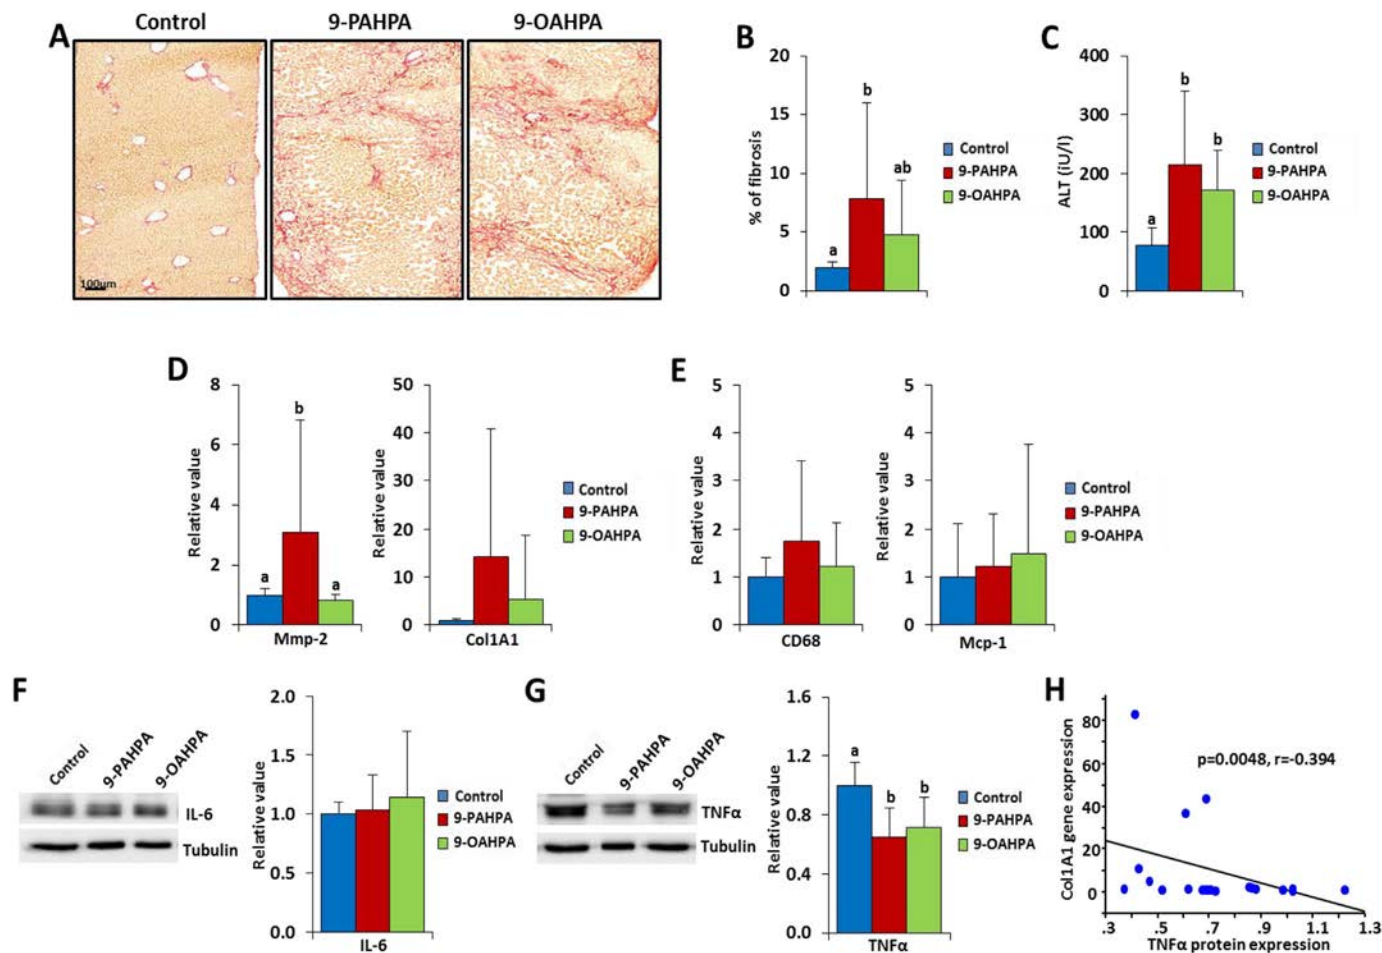 A
Control
9-PAHPA
9-OAHPA
100um
B
% of fibrosis
20
15
10
5
0
a
b
ab
Control
9-PAHPA
9-OAHPA
C
ALT (iU/l)
400
300
200
100
0
a
b
b
Control
9-PAHPA
9-OAHPA
D
Relative value
8
6
4
2
0
a
b
a
Mmp-2
Relative value
50
40
30
20
10
0
Col1A1
Control
9-PAHPA
9-OAHPA
E
Relative value
5
4
3
2
1
0
CD68
Relative value
5
4
3
2
1
0
Mcp-1
Control
9-PAHPA
9-OAHPA
F
Control
9-PAHPA
9-OAHPA
IL-6
Tubulin
Relative value
2.0
1.5
1.0
0.5
0.0
IL-6
Control
9-PAHPA
9-OAHPA
G
Control
9-PAHPA
9-OAHPA
TNFα
Tubulin
Relative value
1.6
1.2
0.8
0.4
0.0
a
b
b
TNFα
Control
9-PAHPA
9-OAHPA
H
Col1A1 gene expression
80
60
40
20
0
p=0.0048, r=-0.394
.3 .5 .7 .9 1.1 1.3
TNFα protein expression